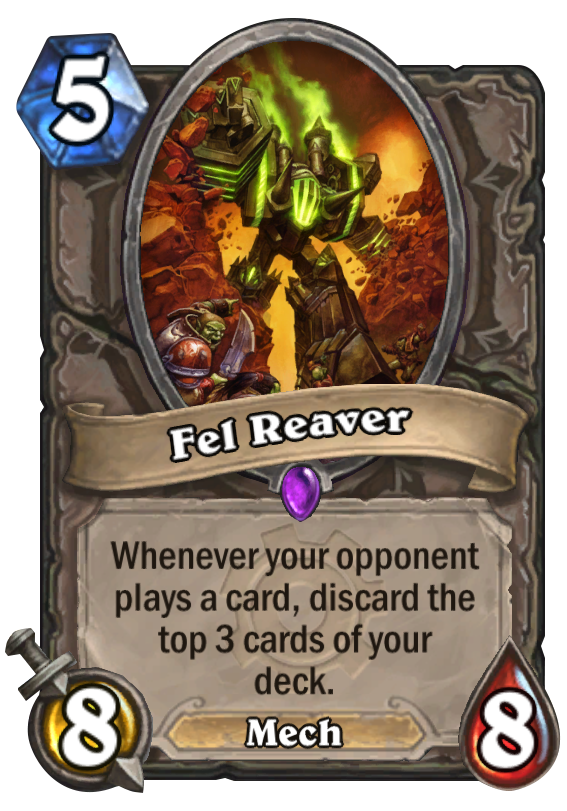 5
Fel Reaver
Whenever your opponent
plays a card, discard the
top 3 cards of your
deck.
8
Mech
8